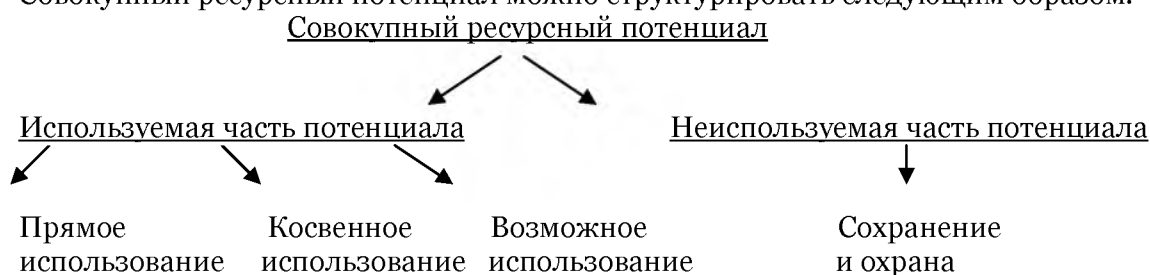 Совокупный ресурсный потенциал можно структурировать следующим образом:
Совокупный ресурсный потенциал
Используемая часть потенциала Неиспользуемая часть потенциала
Прямое Косвенное Возможное Сохранение
использование использование использование и охрана